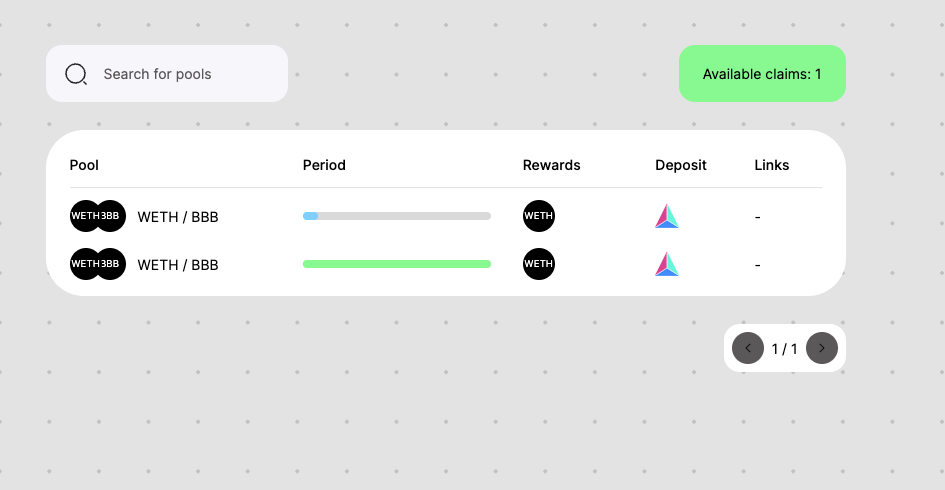 Search for pools
Available claims: 1
Pool Period Rewards Deposit Links
WETH BBB WETH / BBB WETH -
WETH BBB WETH / BBB WETH -
1 / 1